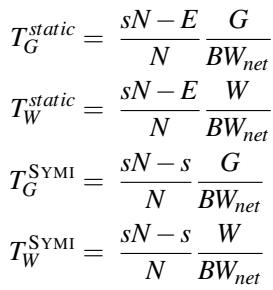 T_G^{static} = \frac{sN - E}{N} \frac{G}{BW_{net}}
T_W^{static} = \frac{sN - E}{N} \frac{W}{BW_{net}}
T_G^{SYMI} = \frac{sN - s}{N} \frac{G}{BW_{net}}
T_W^{SYMI} = \frac{sN - s}{N} \frac{W}{BW_{net}}